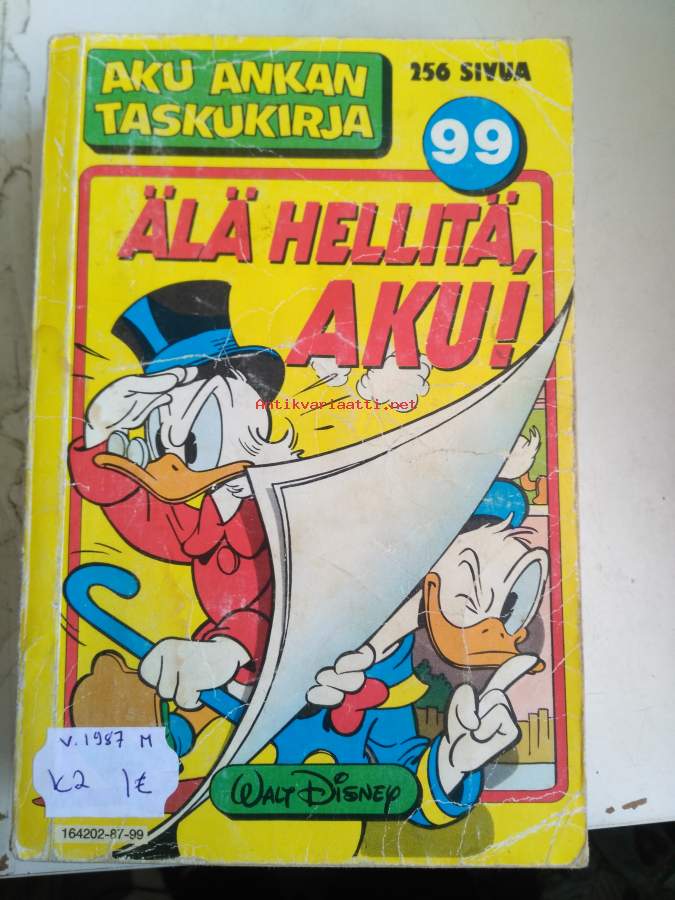 AKU ANKAN
TASKUKIRJA
256 SIVUA
99
ÄLÄ HELLITÄ,
AKU!
Antikvariaatti.net
V. 1987 M
K2 1€
WALT DISNEY
164202-87-99